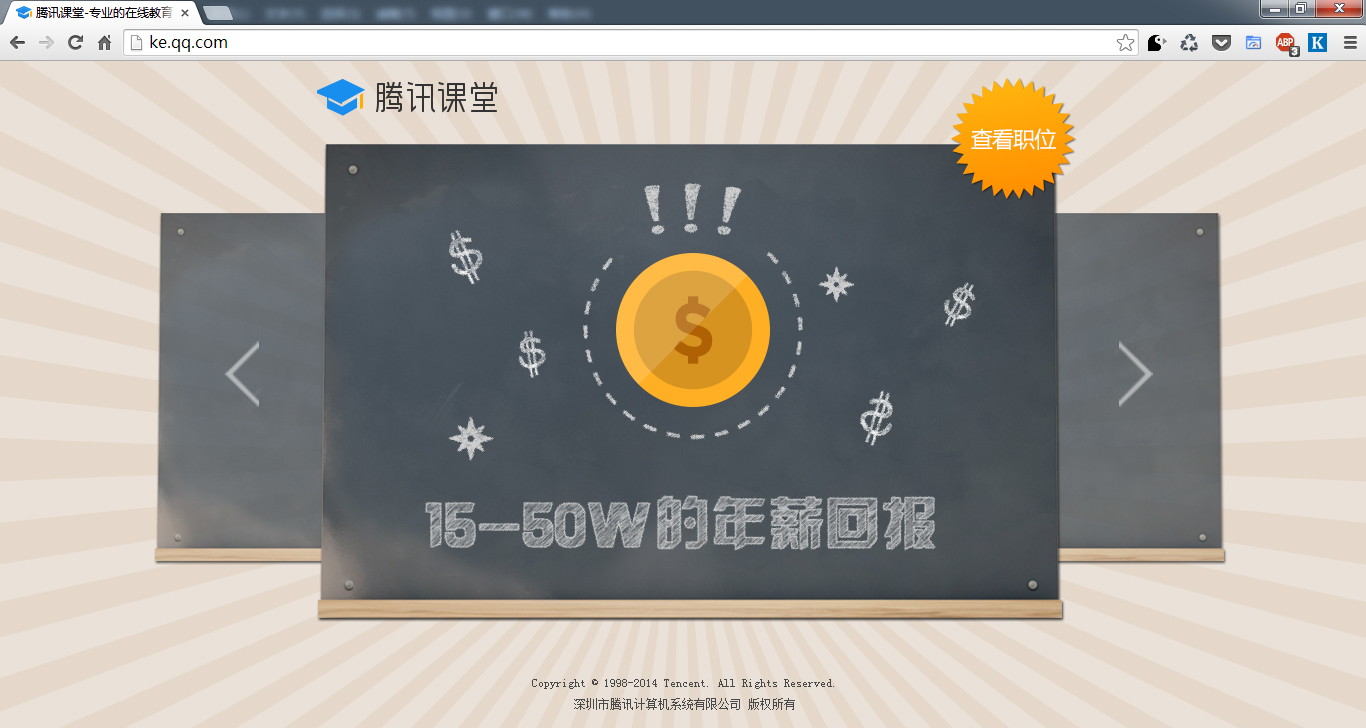 腾讯课堂-专业的在线教育
ke.qq.com
ABP
3
K
腾讯课堂
查看职位
!!!
$
$
$
$
$
15—50W的年薪回报
Copyright © 1998-2014 Tencent. All Rights Reserved.
深圳市腾讯计算机系统有限公司 版权所有